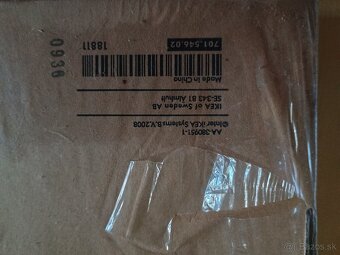 AA-380951-1
©Inter IKEA Systems B.V. 2008
IKEA of Sweden AB
SE-343 81 Älmhult
Made in China
18811
701.546.02
0936
bazos.sk